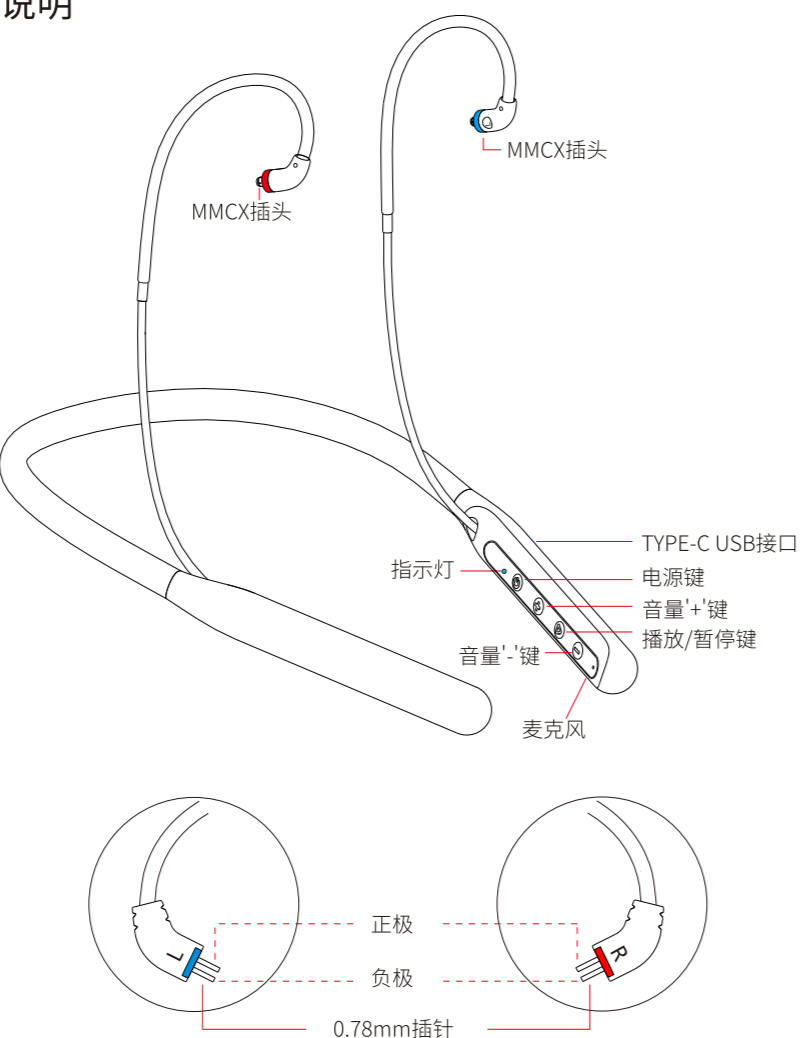 说明
MMCX插头
MMCX插头
TYPE-C USB接口
指示灯
电源键
音量'+'键
播放/暂停键
音量'-'键
麦克风
正极
L
R
负极
0.78mm插针